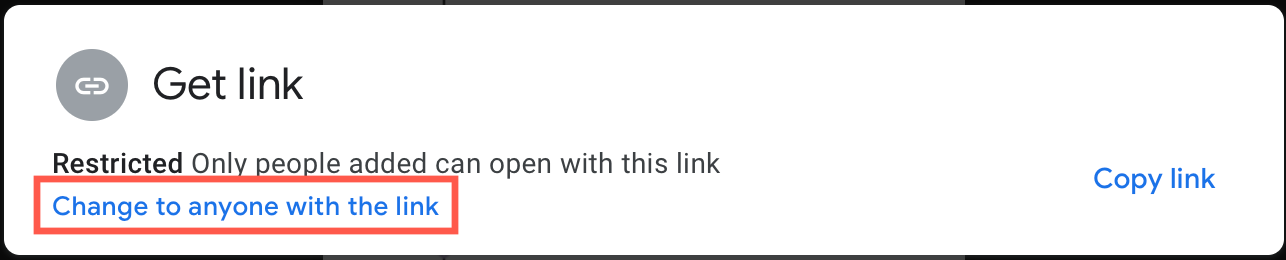 Get link
Restricted Only people added can open with this link
Change to anyone with the link
Copy link